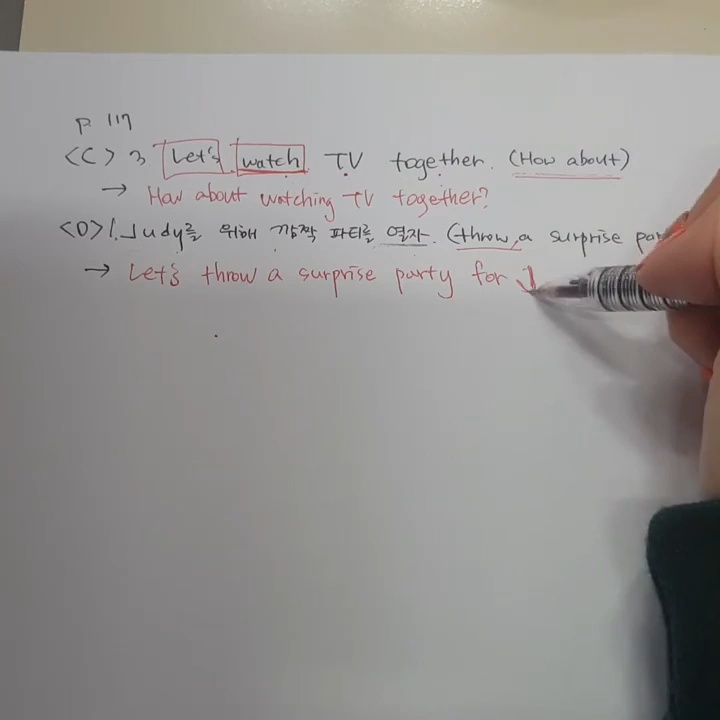 P 117
<C> 3 Let's watch TV together. (How about)
→ How about watching TV together?
<D> 1. Judy를 위해 깜짝 파티를 열자. (throw, a surprise par
→ Let's throw a surprise party for J